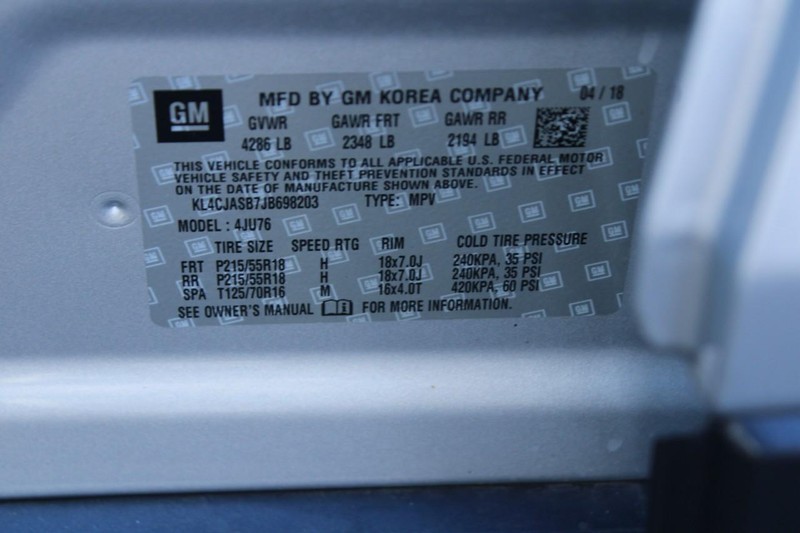 GM MFD BY GM KOREA COMPANY 04 / 18
GVWR GAWR FRT GAWR RR
4286 LB 2348 LB 2194 LB
THIS VEHICLE CONFORMS TO ALL APPLICABLE U.S. FEDERAL MOTOR
VEHICLE SAFETY AND THEFT PREVENTION STANDARDS IN EFFECT
ON THE DATE OF MANUFACTURE SHOWN ABOVE.
KL4CJASB7JB698203 TYPE: MPV
MODEL : 4JU76
TIRE SIZE SPEED RTG RIM COLD TIRE PRESSURE
FRT P215/55R18 H 18x7.0J 240KPA, 35 PSI
RR P215/55R18 H 18x7.0J 240KPA, 35 PSI
SPA T125/70R16 M 16x4.0T 420KPA, 60 PSI
SEE OWNER'S MANUAL FOR MORE INFORMATION.